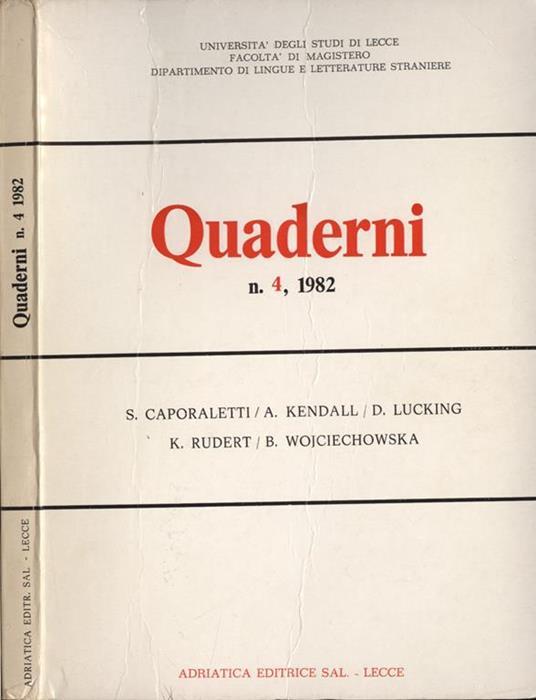 UNIVERSITA' DEGLI STUDI DI LECCE
FACOLTA' DI MAGISTERO
DIPARTIMENTO DI LINGUE E LETTERATURE STRANIERE
Quaderni
n. 4, 1982
S. CAPORALETTI / A. KENDALL / D. LUCKING
K. RUDERT / B. WOJCIECHOWSKA
ADRIATICA EDITRICE SAL. - LECCE
Quaderni n. 4 1982
ADRIATICA EDITR. SAL. - LECCE